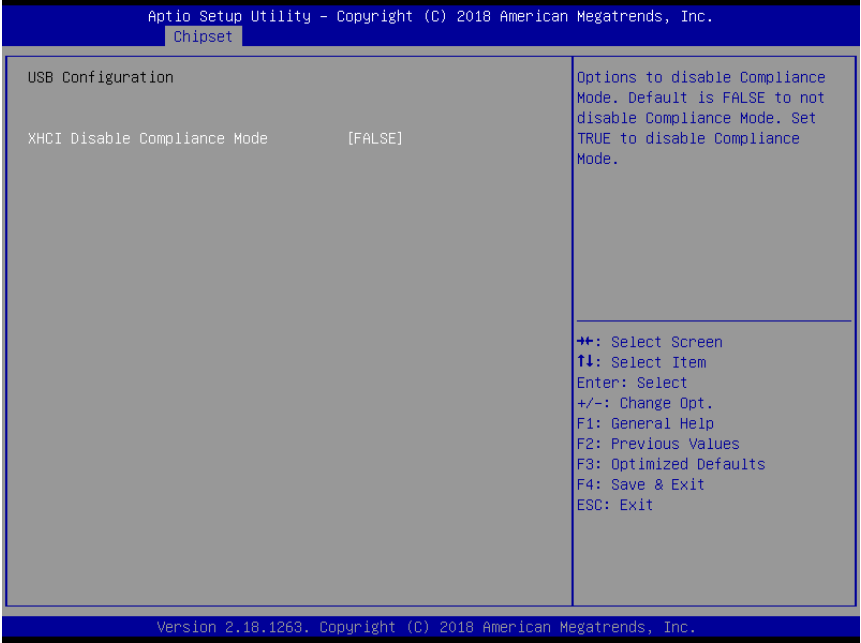 Aptio Setup Utility – Copyright (C) 2018 American Megatrends, Inc.
Chipset
USB Configuration
XHCI Disable Compliance Mode [FALSE]
Options to disable Compliance
Mode. Default is FALSE to not
disable Compliance Mode. Set
TRUE to disable Compliance
Mode.
→←: Select Screen
↑↓: Select Item
Enter: Select
+/-: Change Opt.
F1: General Help
F2: Previous Values
F3: Optimized Defaults
F4: Save & Exit
ESC: Exit
Version 2.18.1263. Copyright (C) 2018 American Megatrends, Inc.